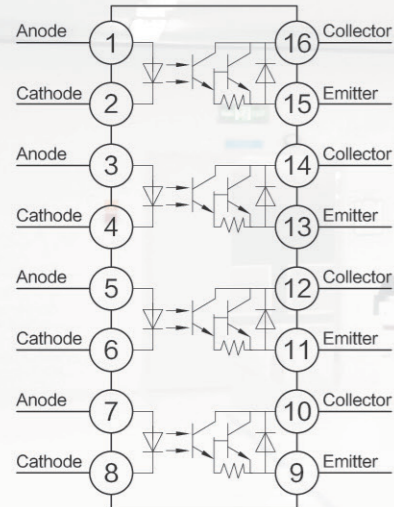 Anode 1 16 Collector
Cathode 2 15 Emitter
Anode 3 14 Collector
Cathode 4 13 Emitter
Anode 5 12 Collector
Cathode 6 11 Emitter
Anode 7 10 Collector
Cathode 8 9 Emitter